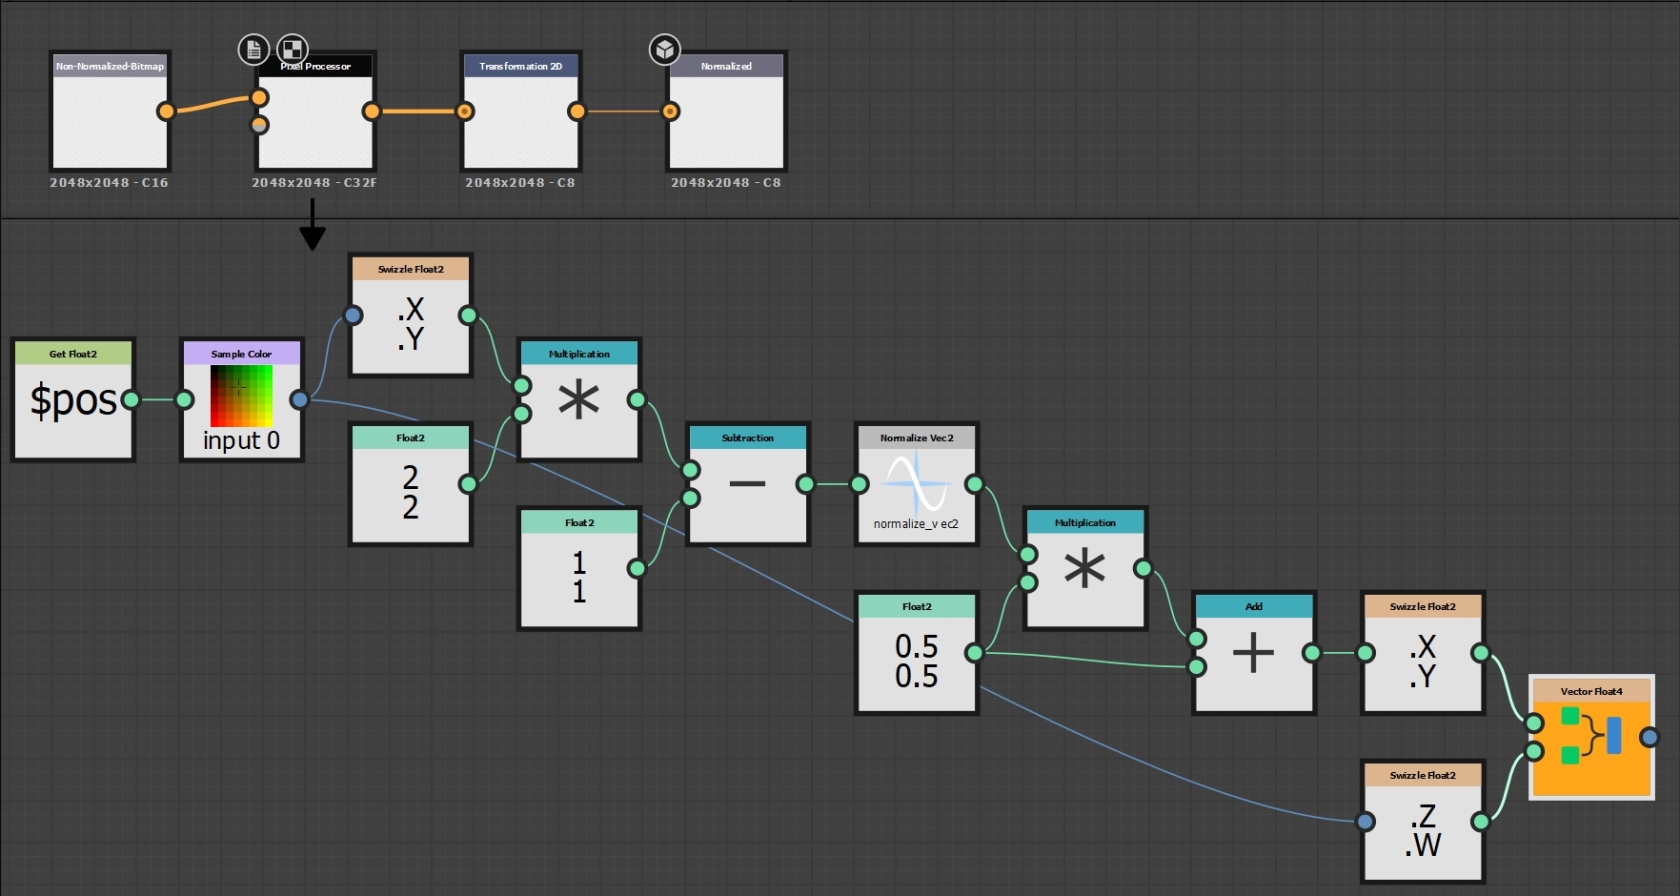 Non-Normalized-Bitmap
2048x2048 - C16
Pixel Processor
2048x2048 - C32F
Transformation 2D
2048x2048 - C8
Normalized
2048x2048 - C8
Get Float2
$pos
Sample Color
input 0
Swizzle Float2
.X
.Y
Float2
2
2
Multiplication
*
Float2
1
1
Subtraction
−
Normalize Vec2
normalize_vec2
Float2
0.5
0.5
Multiplication
*
Add
+
Swizzle Float2
.X
.Y
Swizzle Float2
.Z
.W
Vector Float4